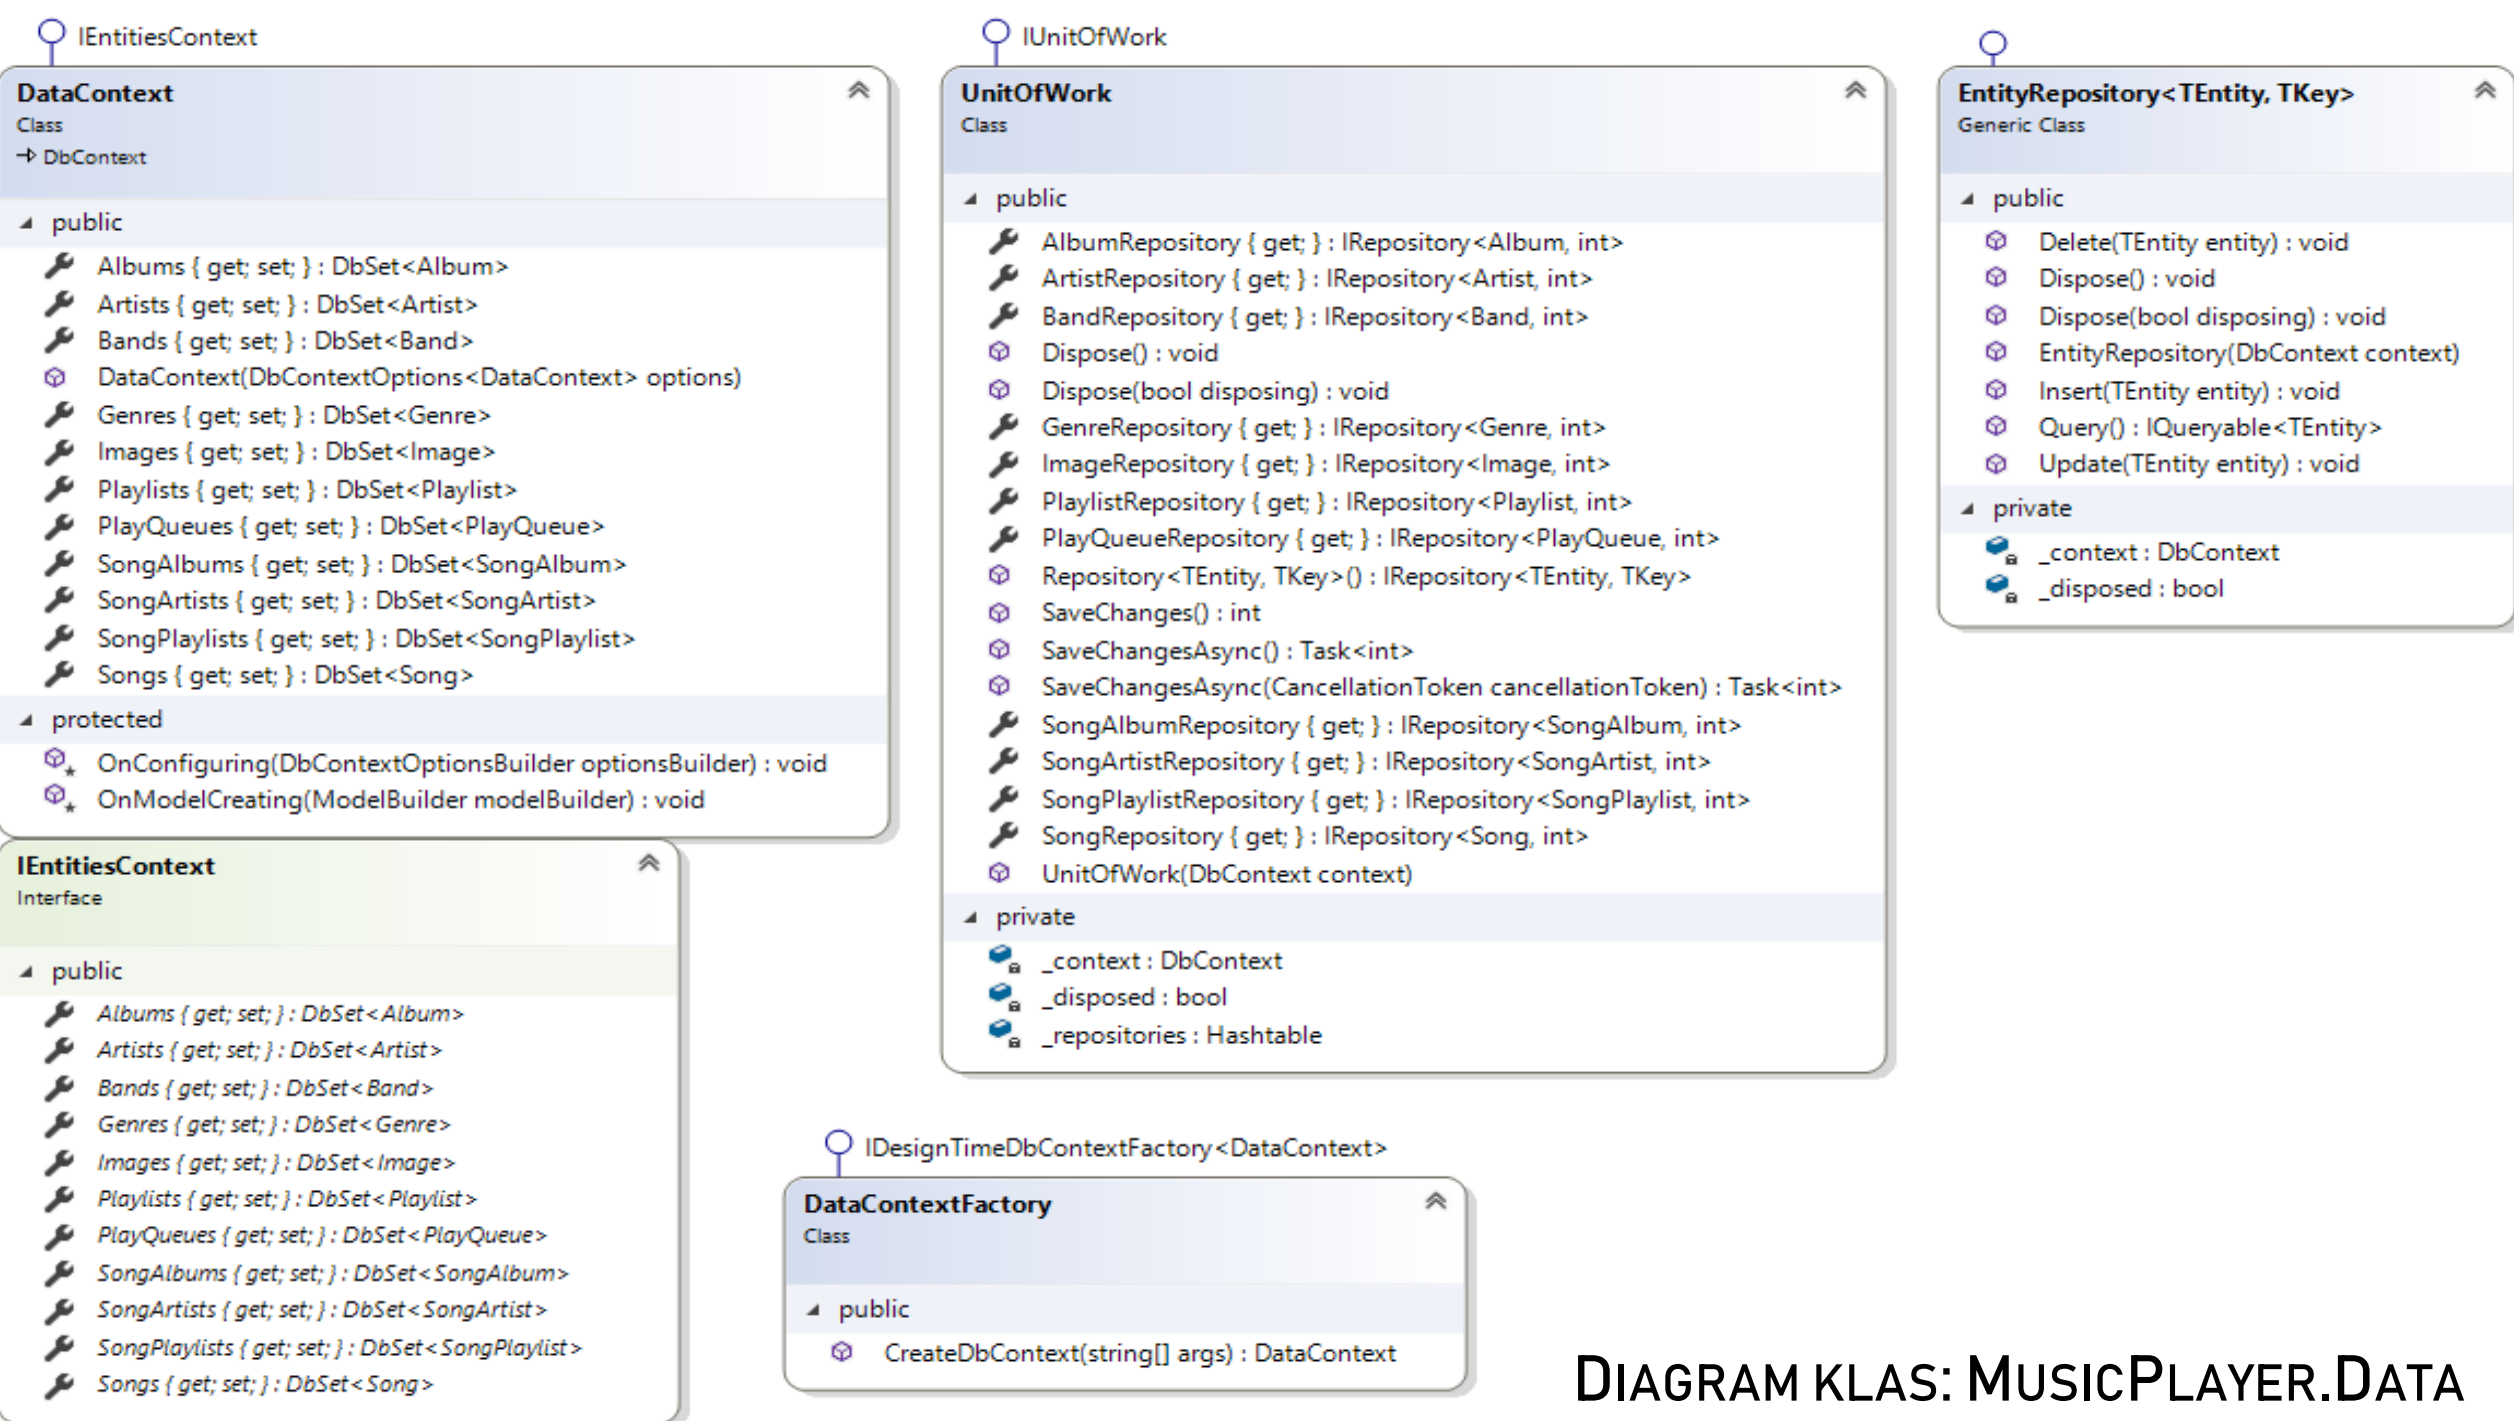 IEntitiesContext
DataContext
Class
DbContext
public
Albums { get; set; } : DbSet<Album>
Artists { get; set; } : DbSet<Artist>
Bands { get; set; } : DbSet<Band>
DataContext(DbContextOptions<DataContext> options)
Genres { get; set; } : DbSet<Genre>
Images { get; set; } : DbSet<Image>
Playlists { get; set; } : DbSet<Playlist>
PlayQueues { get; set; } : DbSet<PlayQueue>
SongAlbums { get; set; } : DbSet<SongAlbum>
SongArtists { get; set; } : DbSet<SongArtist>
SongPlaylists { get; set; } : DbSet<SongPlaylist>
Songs { get; set; } : DbSet<Song>
protected
OnConfiguring(DbContextOptionsBuilder optionsBuilder) : void
OnModelCreating(ModelBuilder modelBuilder) : void
IEntitiesContext
Interface
public
Albums { get; set; } : DbSet<Album>
Artists { get; set; } : DbSet<Artist>
Bands { get; set; } : DbSet<Band>
Genres { get; set; } : DbSet<Genre>
Images { get; set; } : DbSet<Image>
Playlists { get; set; } : DbSet<Playlist>
PlayQueues { get; set; } : DbSet<PlayQueue>
SongAlbums { get; set; } : DbSet<SongAlbum>
SongArtists { get; set; } : DbSet<SongArtist>
SongPlaylists { get; set; } : DbSet<SongPlaylist>
Songs { get; set; } : DbSet<Song>
IUnitOfWork
UnitOfWork
Class
public
AlbumRepository { get; } : IRepository<Album, int>
ArtistRepository { get; } : IRepository<Artist, int>
BandRepository { get; } : IRepository<Band, int>
Dispose() : void
Dispose(bool disposing) : void
GenreRepository { get; } : IRepository<Genre, int>
ImageRepository { get; } : IRepository<Image, int>
PlaylistRepository { get; } : IRepository<Playlist, int>
PlayQueueRepository { get; } : IRepository<PlayQueue, int>
Repository<TEntity, TKey>() : IRepository<TEntity, TKey>
SaveChanges() : int
SaveChangesAsync() : Task<int>
SaveChangesAsync(CancellationToken cancellationToken) : Task<int>
SongAlbumRepository { get; } : IRepository<SongAlbum, int>
SongArtistRepository { get; } : IRepository<SongArtist, int>
SongPlaylistRepository { get; } : IRepository<SongPlaylist, int>
SongRepository { get; } : IRepository<Song, int>
UnitOfWork(DbContext context)
private
_context : DbContext
_disposed : bool
_repositories : Hashtable
EntityRepository<TEntity, TKey>
Generic Class
public
Delete(TEntity entity) : void
Dispose() : void
Dispose(bool disposing) : void
EntityRepository(DbContext context)
Insert(TEntity entity) : void
Query() : IQueryable<TEntity>
Update(TEntity entity) : void
private
_context : DbContext
_disposed : bool
IDesignTimeDbContextFactory<DataContext>
DataContextFactory
Class
public
CreateDbContext(string[] args) : DataContext
DIAGRAM KLAS: MUSICPLAYER.DATA